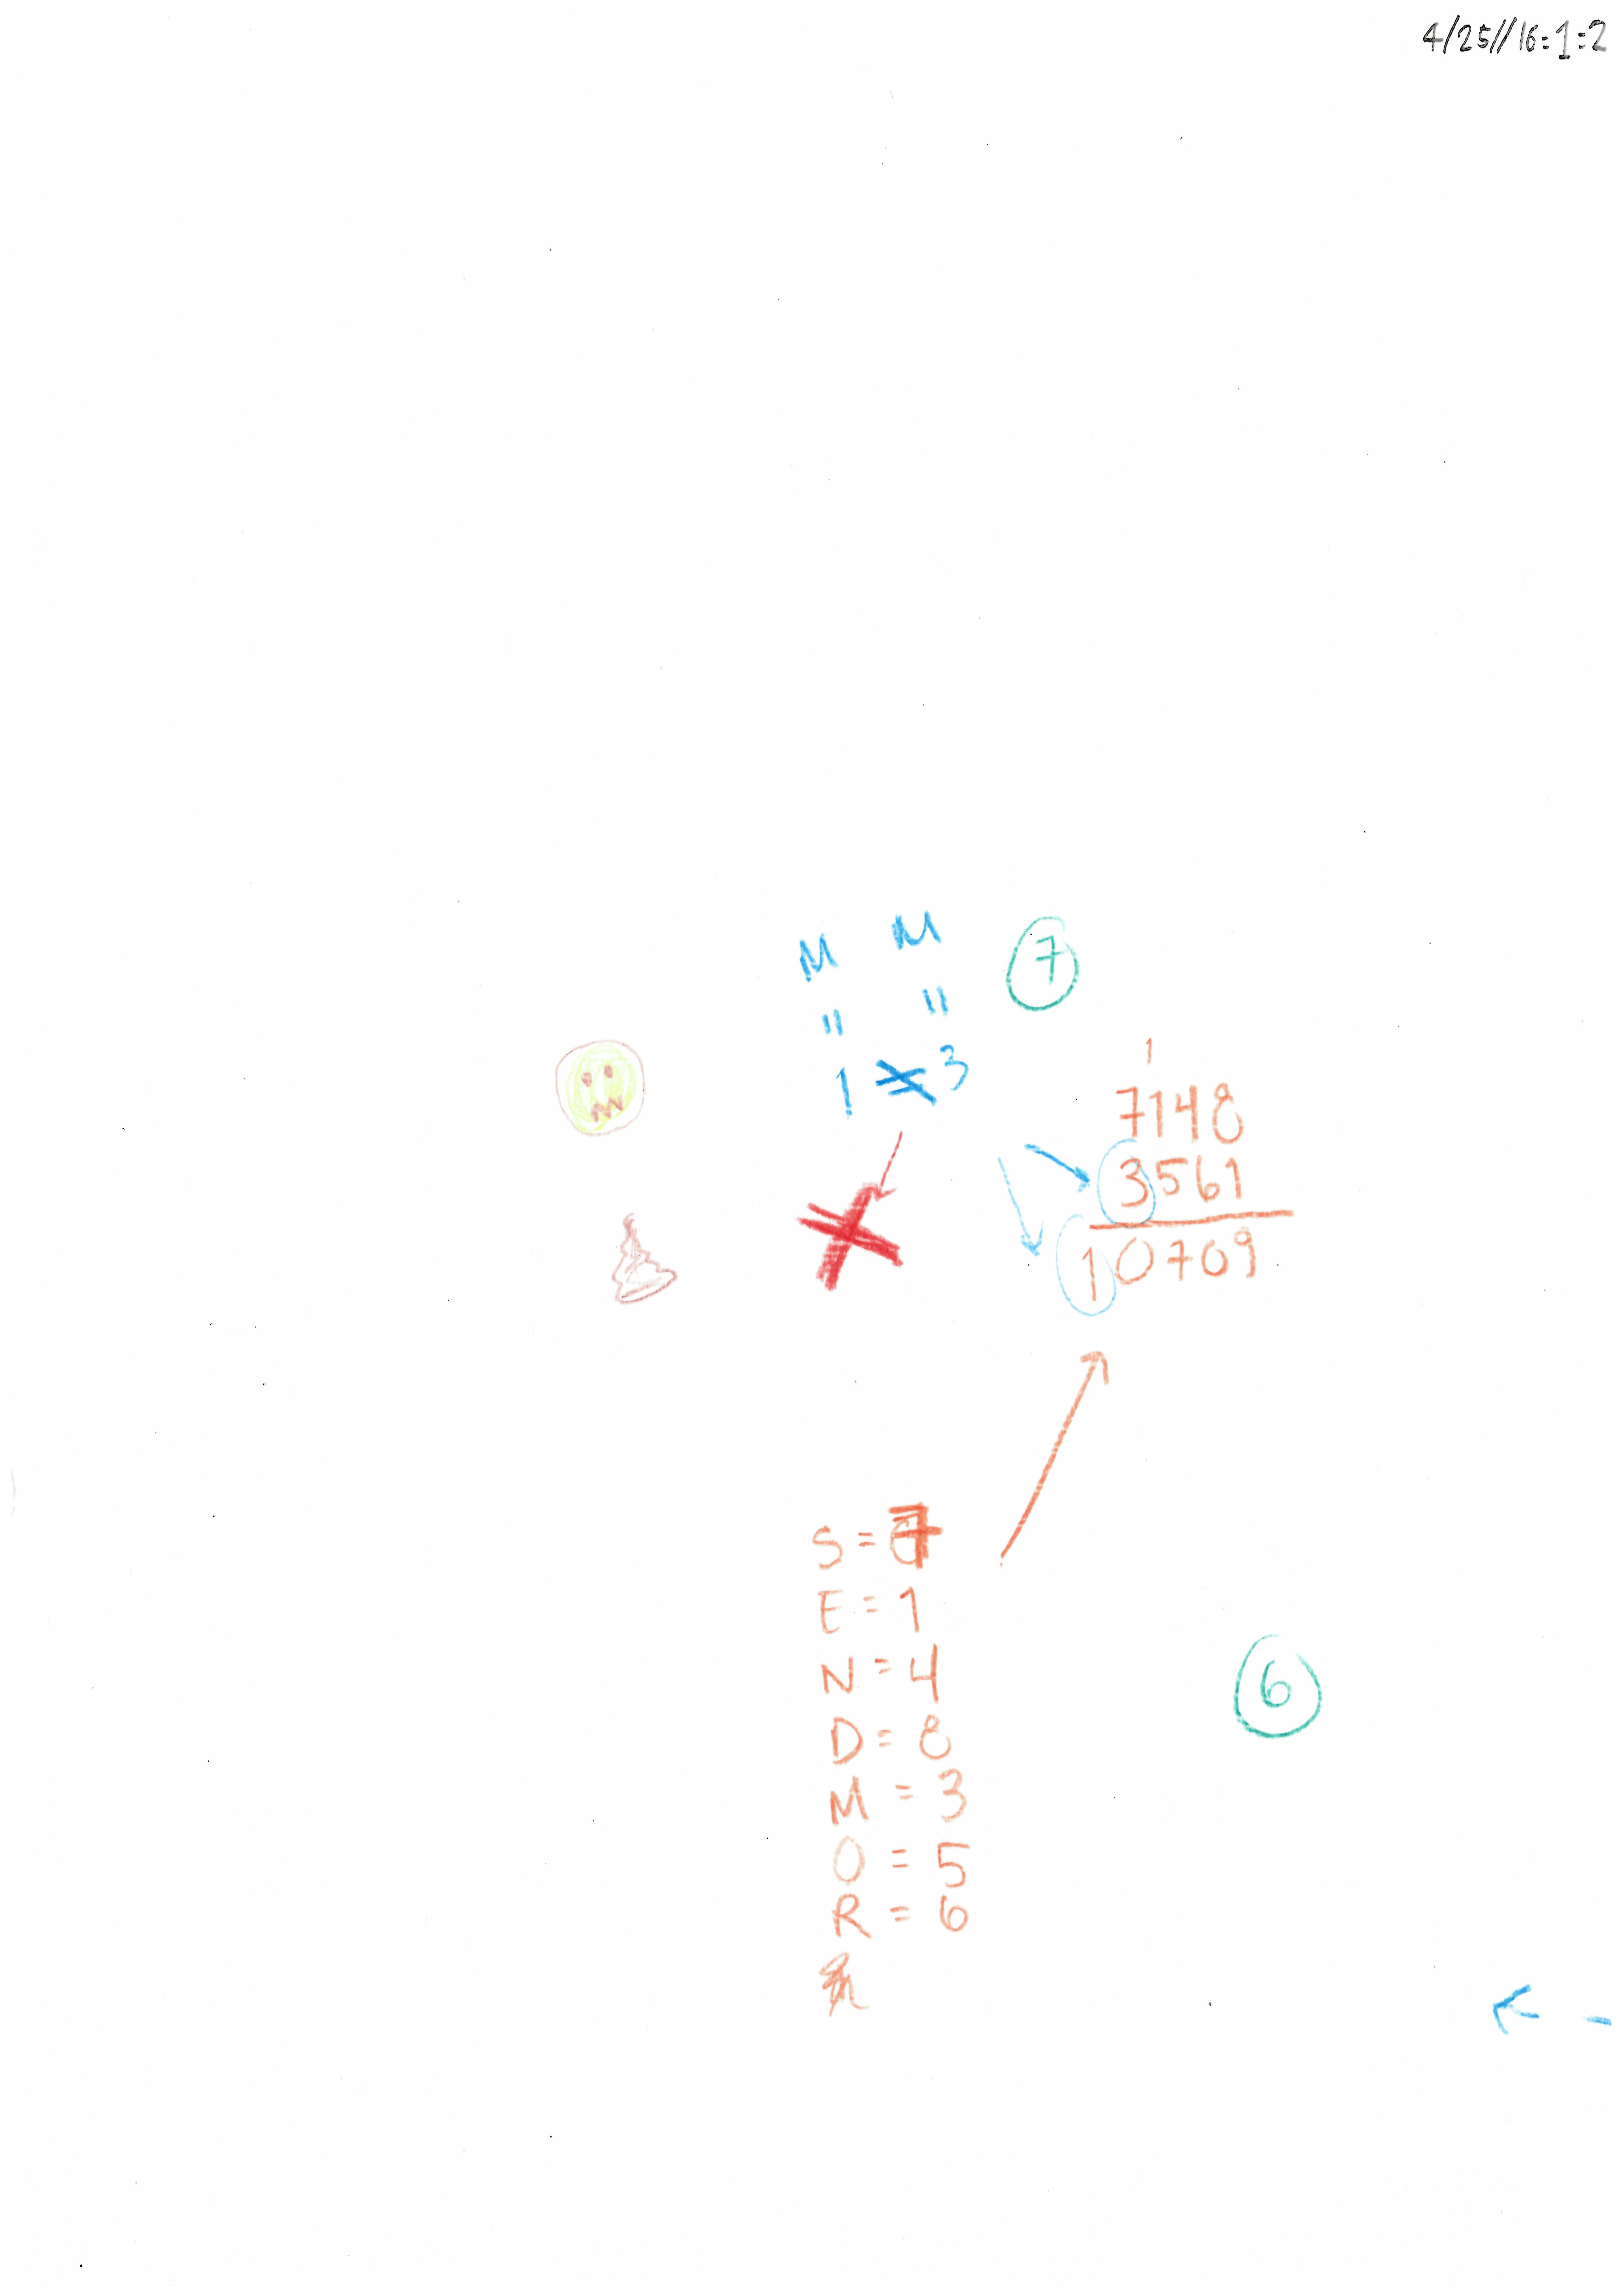 4/25//16:1:2
M M
" "
1 ≠ 3
7
1
7148
3561
10709
S = 7
E = 1
N = 4
D = 8
M = 3
O = 5
R = 6
6